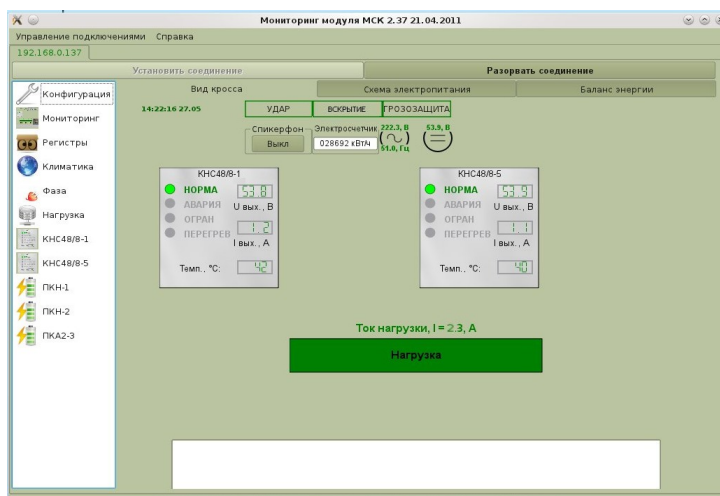 Мониторинг модуля МСК 2.37 21.04.2011
Управление подключениями Справка
192.168.0.137
Установить соединение Разорвать соединение
Конфигурация
Мониторинг
Регистры
Климатика
Фаза
Нагрузка
КНС48/8-1
КНС48/8-5
ПКН-1
ПКН-2
ПКА2-3
Вид кросса Схема электропитания Баланс энергии
14:22:16 27.05 УДАР ВСКРЫТИЕ ГРОЗОЗАЩИТА
Спикерфон Электросчетчик 222.3, В 53.9, В
Выкл 028692 кВт/ч
51.0, Гц
КНС48/8-1
НОРМА 53.8
АВАРИЯ U вых., В
ОГРАН
ПЕРЕГРЕВ 1.2
I вых., А
Темп., °С: 42
КНС48/8-5
НОРМА 53.9
АВАРИЯ U вых., В
ОГРАН
ПЕРЕГРЕВ 1.1
I вых., А
Темп., °С: 40
Ток нагрузки, I = 2.3, А
Нагрузка